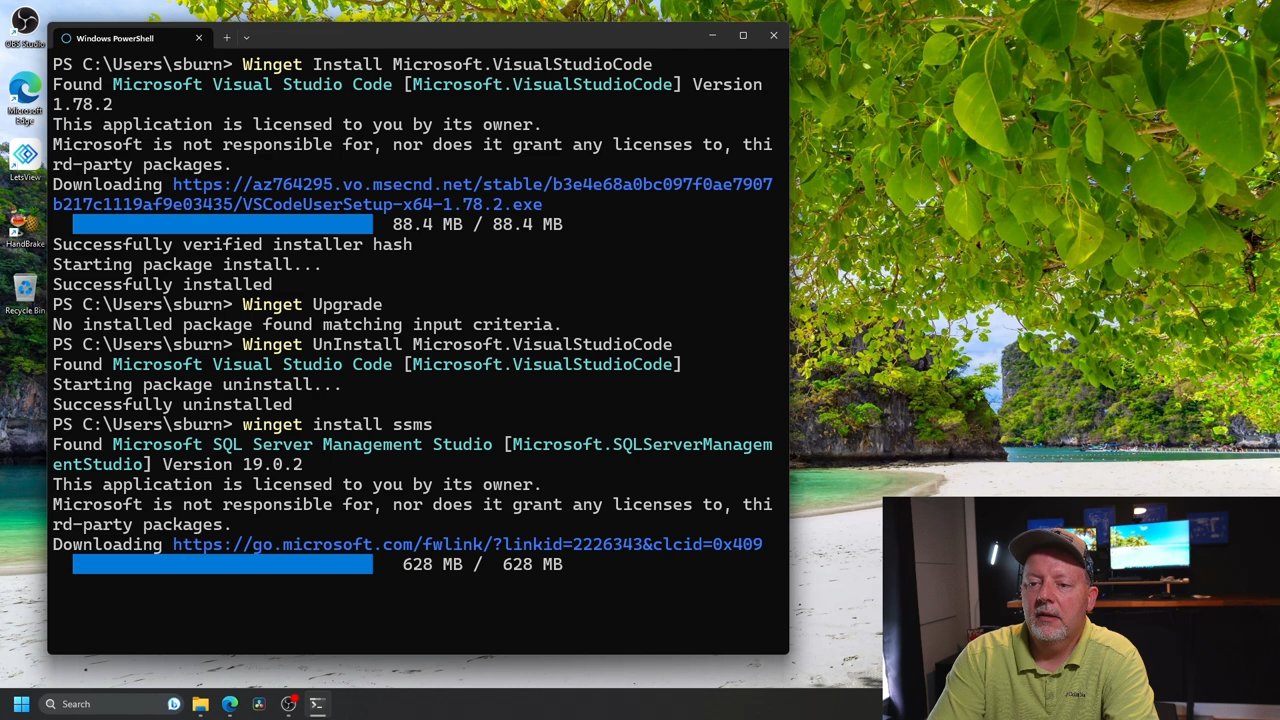 OBS Studio
Microsoft Edge
LetsView
HandBrake
Recycle Bin
Windows PowerShell
PS C:\Users\sburn> Winget Install Microsoft.VisualStudioCode
Found Microsoft Visual Studio Code [Microsoft.VisualStudioCode] Version
1.78.2
This application is licensed to you by its owner.
Microsoft is not responsible for, nor does it grant any licenses to, thi
rd-party packages.
Downloading https://az764295.vo.msecnd.net/stable/b3e4e68a0bc097f0ae7907
b217c1119af9e03435/VSCodeUserSetup-x64-1.78.2.exe
88.4 MB / 88.4 MB
Successfully verified installer hash
Starting package install...
Successfully installed
PS C:\Users\sburn> Winget Upgrade
No installed package found matching input criteria.
PS C:\Users\sburn> Winget UnInstall Microsoft.VisualStudioCode
Found Microsoft Visual Studio Code [Microsoft.VisualStudioCode]
Starting package uninstall...
Successfully uninstalled
PS C:\Users\sburn> winget install ssms
Found Microsoft SQL Server Management Studio [Microsoft.SQLServerManagem
entStudio] Version 19.0.2
This application is licensed to you by its owner.
Microsoft is not responsible for, nor does it grant any licenses to, thi
rd-party packages.
Downloading https://go.microsoft.com/fwlink/?linkid=2226343&clcid=0x409
628 MB / 628 MB
Search